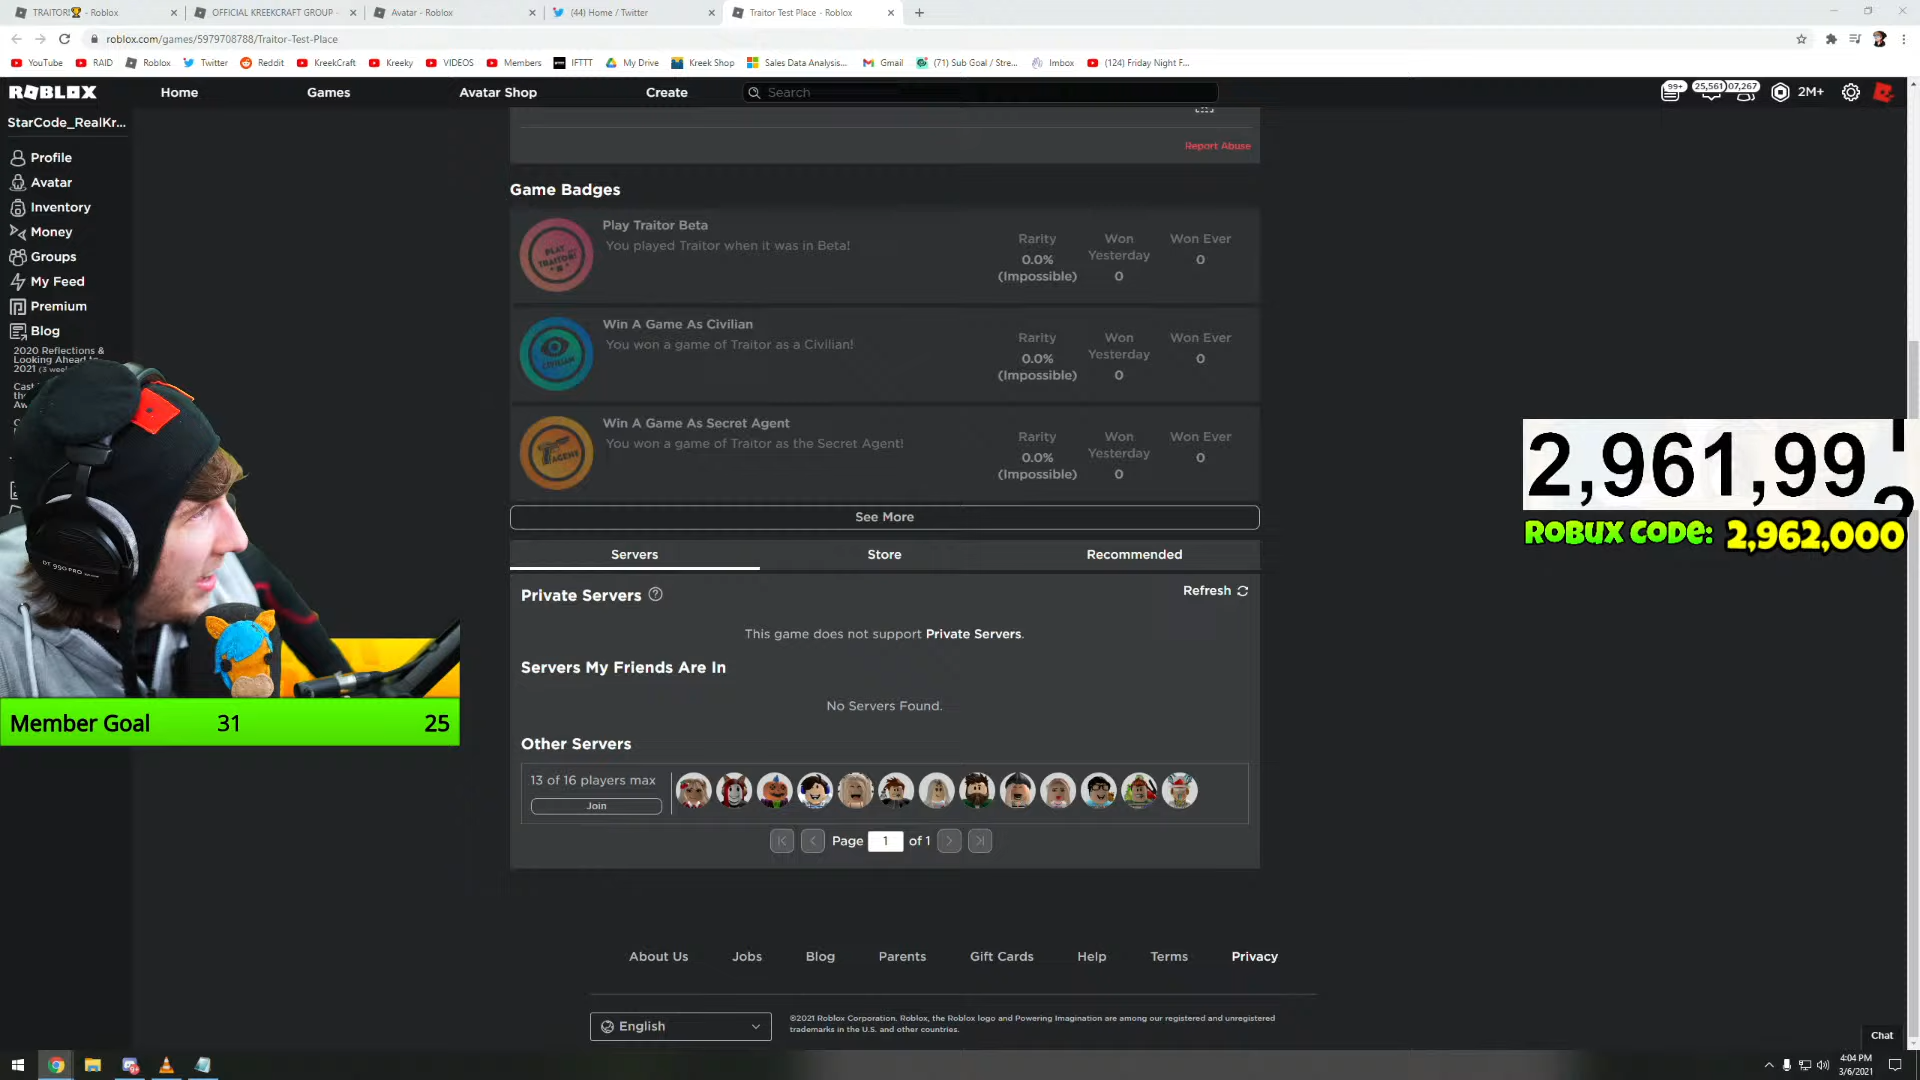 TRAITOR!🏆 - Roblox
OFFICIAL KREEKCRAFT GROUP -
Avatar - Roblox
(44) Home / Twitter
Traitor Test Place - Roblox
roblox.com/games/5979708788/Traitor-Test-Place
YouTube RAID Roblox Twitter Reddit KreekCraft Kreeky VIDEOS Members IFTTT My Drive Kreek Shop Sales Data Analysis... Gmail (71) Sub Goal / Stre... Inbox (124) Friday Night F...
ROBLOX Home Games Avatar Shop Create Search 99+ 2M+
StarCode_RealKr...
Profile
Avatar
Inventory
Money
Groups
My Feed
Premium
Blog
2020 Reflections &
Looking Ahead to
2021
Report Abuse
Game Badges
Play Traitor Beta
You played Traitor when it was in Beta!
Rarity
0.0%
(Impossible)
Won
Yesterday
0
Won Ever
0
Win A Game As Civilian
You won a game of Traitor as a Civilian!
Rarity
0.0%
(Impossible)
Won
Yesterday
0
Won Ever
0
Win A Game As Secret Agent
You won a game of Traitor as the Secret Agent!
Rarity
0.0%
(Impossible)
Won
Yesterday
0
Won Ever
0
See More
Servers Store Recommended
Private Servers
Refresh
This game does not support Private Servers.
Servers My Friends Are In
No Servers Found.
Other Servers
13 of 16 players max
Join
Page 1 of 1
2,961,99
ROBUX CODE: 2,962,000
DT 990 PRO
Member Goal 31 25
About Us Jobs Blog Parents Gift Cards Help Terms Privacy
English
©2021 Roblox Corporation. Roblox, the Roblox logo and Powering Imagination are among our registered and unregistered
trademarks in the U.S. and other countries.
Chat
4:04 PM
3/6/2021